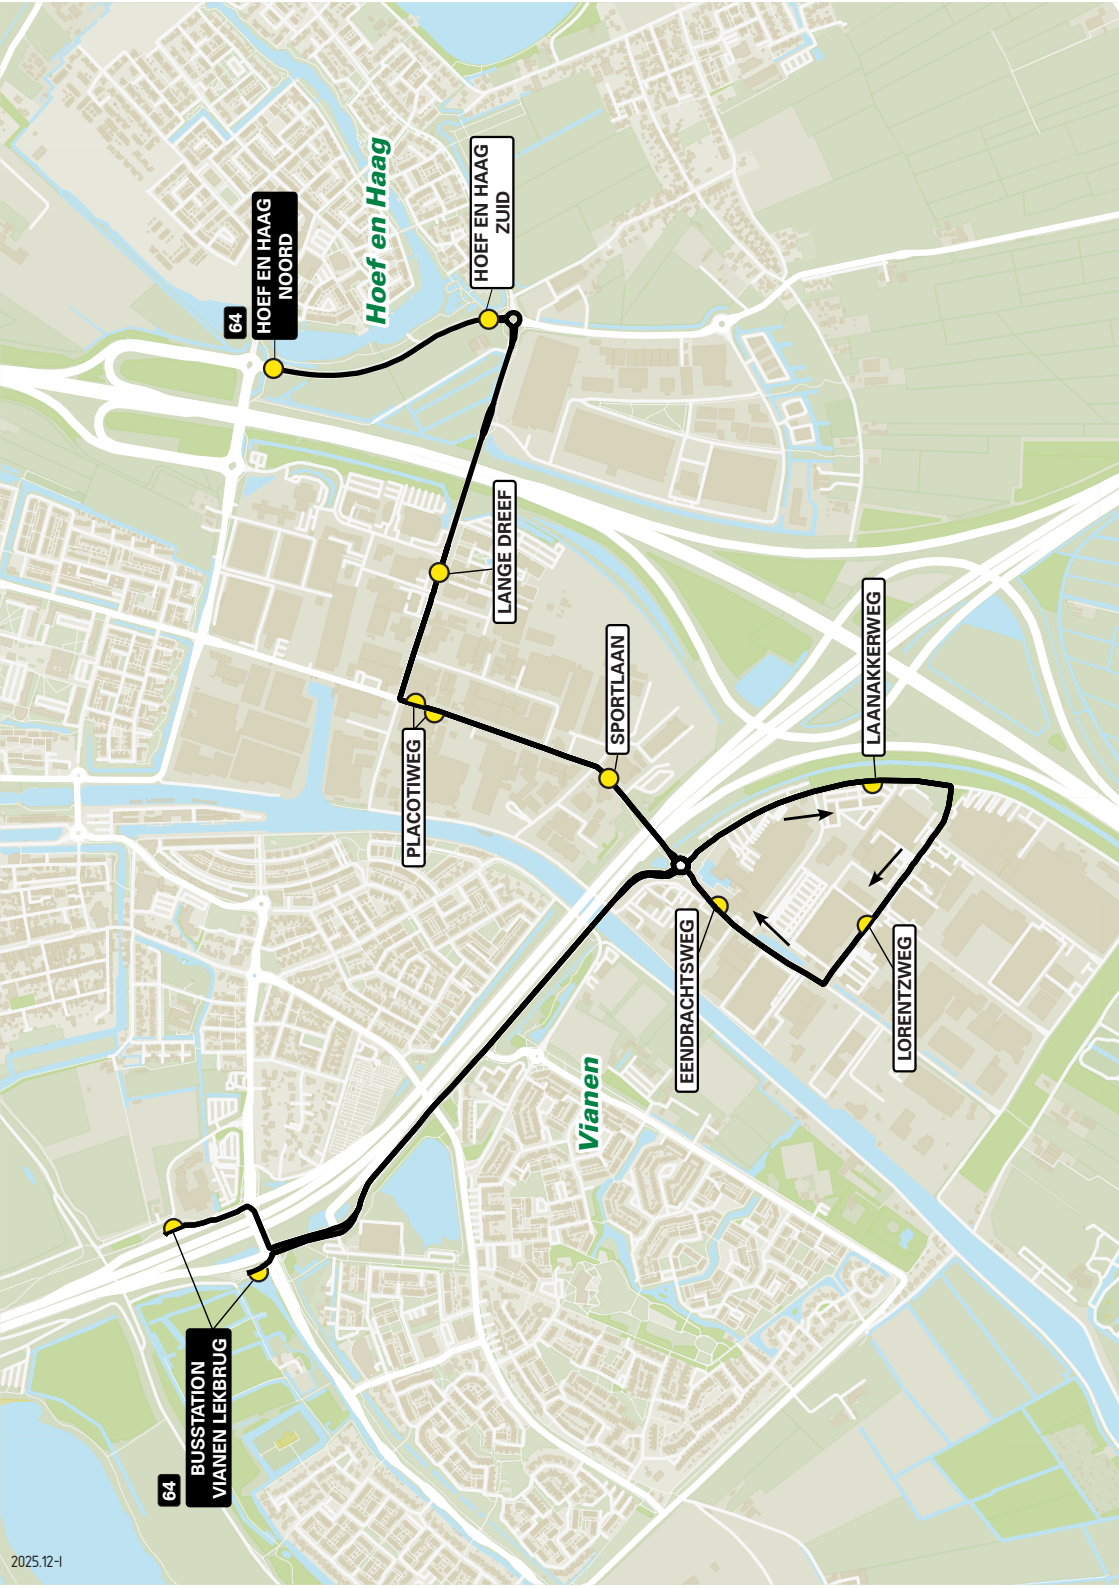 64
HOEF EN HAAG
NOORD
Hoef en Haag
HOEF EN HAAG
ZUID
LANGE DREEF
PLACOTIWEG
SPORTLAAN
LAANAKKERWEG
EENDRACHTSWEG
LORENTZWEG
Vianen
64
BUSSTATION
VIANEN LEKBRUG
2025.12-I